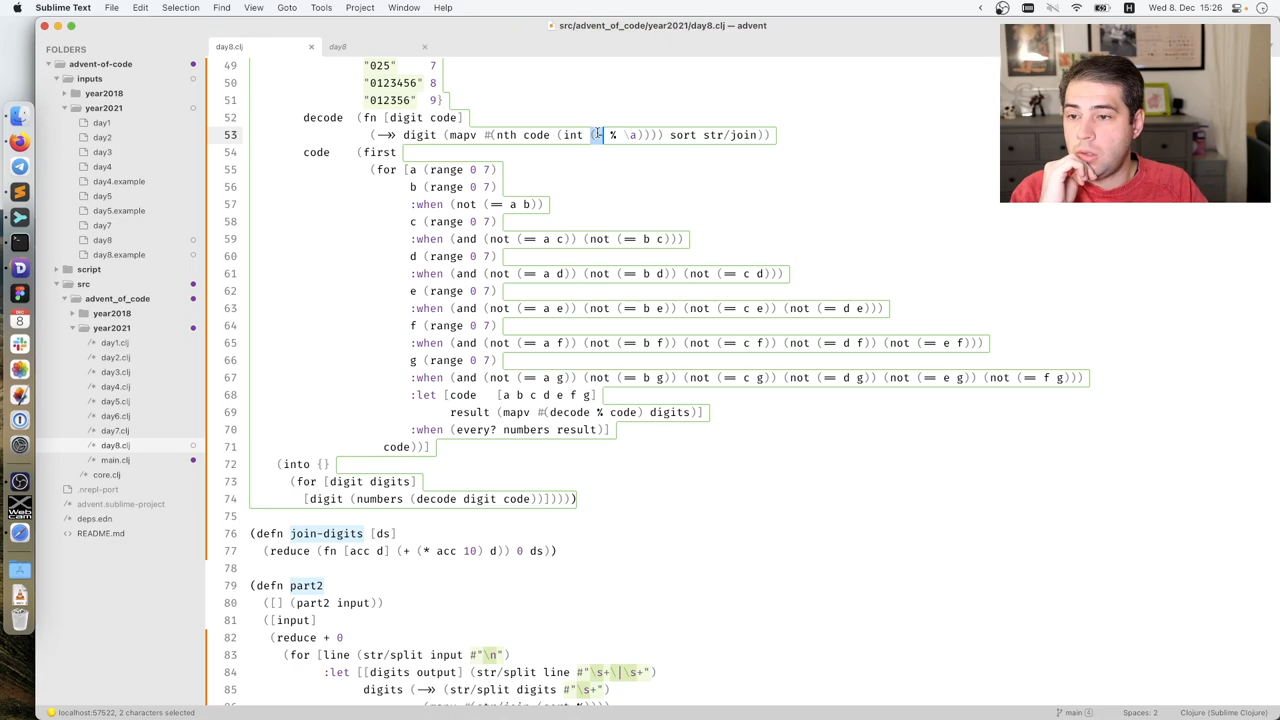 Sublime Text File Edit Selection Find View Goto Tools Project Window Help Wed 8. Dec 15:26
src/advent_of_code/year2021/day8.clj — advent
FOLDERS
advent-of-code
inputs
year2018
year2021
day1
day2
day3
day4
day4.example
day5
day5.example
day7
day8
day8.example
script
src
advent_of_code
year2018
year2021
day1.clj
day2.clj
day3.clj
day4.clj
day5.clj
day6.clj
day7.clj
day8.clj
main.clj
core.clj
.nrepl-port
advent.sublime-project
deps.edn
README.md
day8.clj × day8 ×
49 "025" 7
50 "0123456" 8
51 "012356" 9}
52 decode (fn [digit code]
53 (->> digit (mapv #(nth code (int (- % \a)))) sort str/join))
54 code (first
55 (for [a (range 0 7)
56 b (range 0 7)
57 :when (not (== a b))
58 c (range 0 7)
59 :when (and (not (== a c)) (not (== b c)))
60 d (range 0 7)
61 :when (and (not (== a d)) (not (== b d)) (not (== c d)))
62 e (range 0 7)
63 :when (and (not (== a e)) (not (== b e)) (not (== c e)) (not (== d e)))
64 f (range 0 7)
65 :when (and (not (== a f)) (not (== b f)) (not (== c f)) (not (== d f)) (not (== e f)))
66 g (range 0 7)
67 :when (and (not (== a g)) (not (== b g)) (not (== c g)) (not (== d g)) (not (== e g)) (not (== f g)))
68 :let [code [a b c d e f g]
69 result (mapv #(decode % code) digits)]
70 :when (every? numbers result)]
71 code))]
72 (into {}
73 (for [digit digits]
74 [digit (numbers (decode digit code))]))))
75
76 (defn join-digits [ds]
77 (reduce (fn [acc d] (+ (* acc 10) d)) 0 ds))
78
79 (defn part2
80 ([] (part2 input))
81 ([input]
82 (reduce + 0
83 (for [line (str/split input #"\n")
84 :let [[digits output] (str/split line #"\s+\|\s+")
85 digits (->> (str/split digits #"\s+")
localhost:57522, 2 characters selected main 4 Spaces: 2 Clojure (Sublime Clojure)